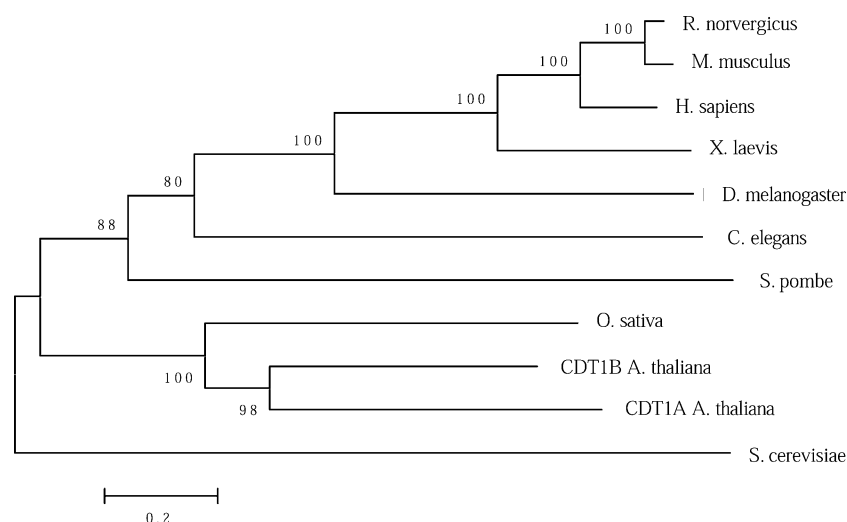 100 R. norvergicus
100 M. musculus
100 H. sapiens
100 X. laevis
80 D. melanogaster
88 C. elegans
S. pombe
O. sativa
100 CDT1B A. thaliana
98 CDT1A A. thaliana
S. cerevisiae
0.2